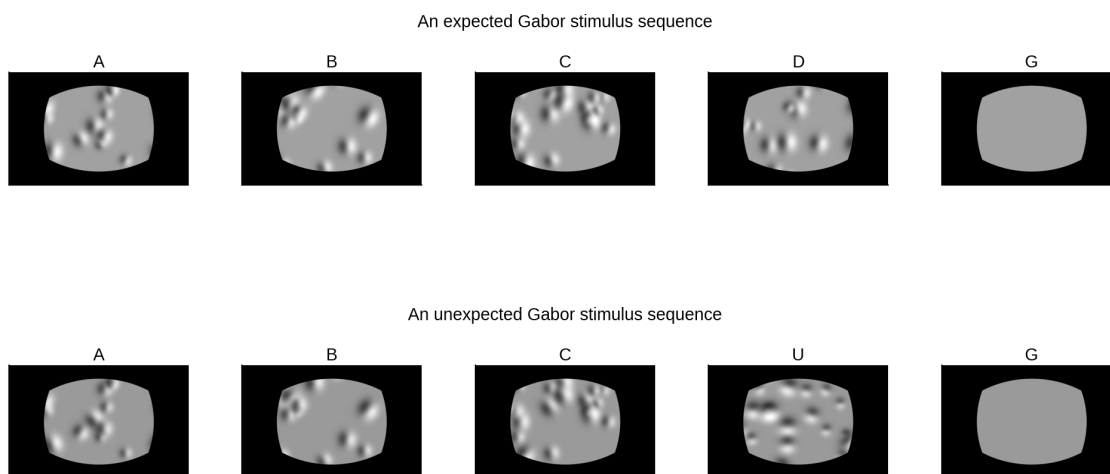 An expected Gabor stimulus sequence
A B C D G
An unexpected Gabor stimulus sequence
A B C U G